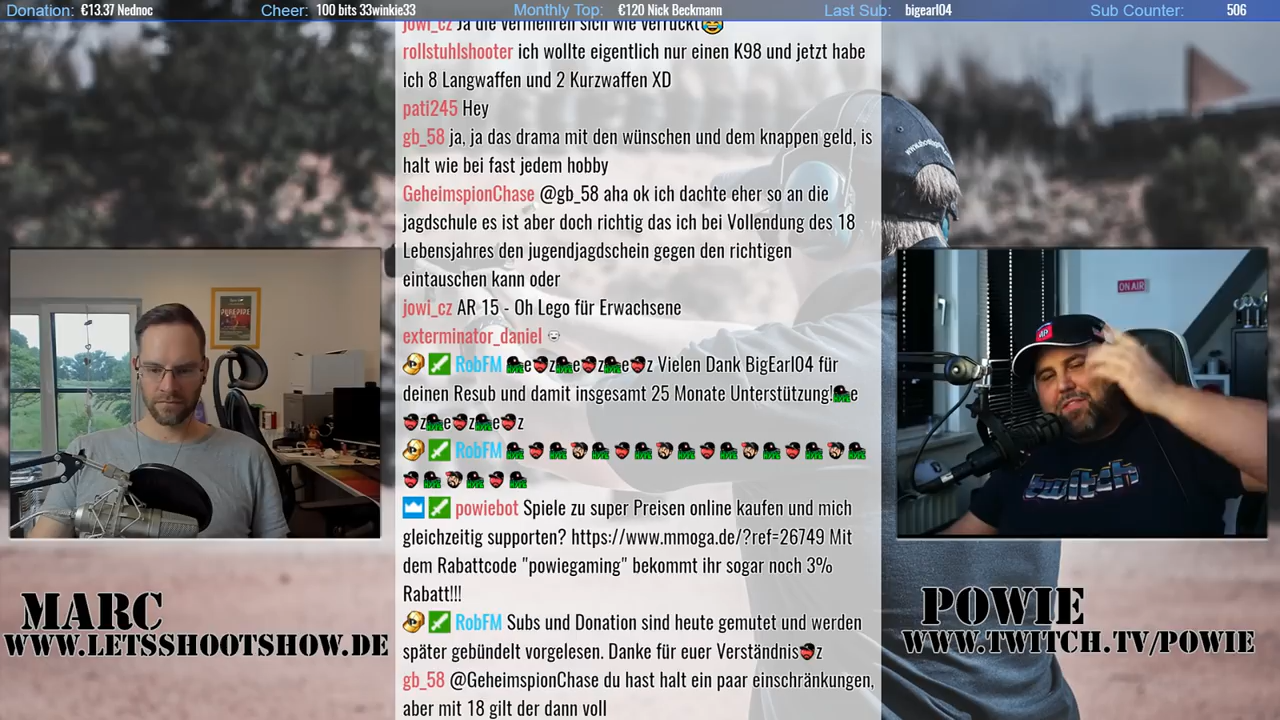 Donation: €13.37 Nednoc Cheer: 100 bits 33winkie33 Monthly Top: €120 Nick Beckmann Last Sub: bigearl04 Sub Counter: 506
jowi_cz Ja die vermehren sich wie verrückt
rollstuhlshooter ich wollte eigentlich nur einen K98 und jetzt habe
ich 8 Langwaffen und 2 Kurzwaffen XD
pati245 Hey
gb_58 ja, ja das drama mit den wünschen und dem knappen geld, is
halt wie bei fast jedem hobby
GeheimspionChase @gb_58 aha ok ich dachte eher so an die
jagdschule es ist aber doch richtig das ich bei Vollendung des 18
Lebensjahres den jugendjagdschein gegen den richtigen
eintauschen kann oder
jowi_cz AR 15 - Oh Lego für Erwachsene
exterminator_daniel
RobFM e z e z e z Vielen Dank BigEarl04 für
deinen Resub und damit insgesamt 25 Monate Unterstützung! e
z e z e z
RobFM
powiebot Spiele zu super Preisen online kaufen und mich
gleichzeitig supporten? https://www.mmoga.de/?ref=26749 Mit
dem Rabattcode "powiegaming" bekommt ihr sogar noch 3%
Rabatt!!!
RobFM Subs und Donation sind heute gemutet und werden
später gebündelt vorgelesen. Danke für euer Verständnis z
gb_58 @GeheimspionChase du hast halt ein paar einschränkungen,
aber mit 18 gilt der dann voll
MARC
WWW.LETSSHOOTSHOW.DE
ON AIR
twitch
POWIE
WWW.TWITCH.TV/POWIE